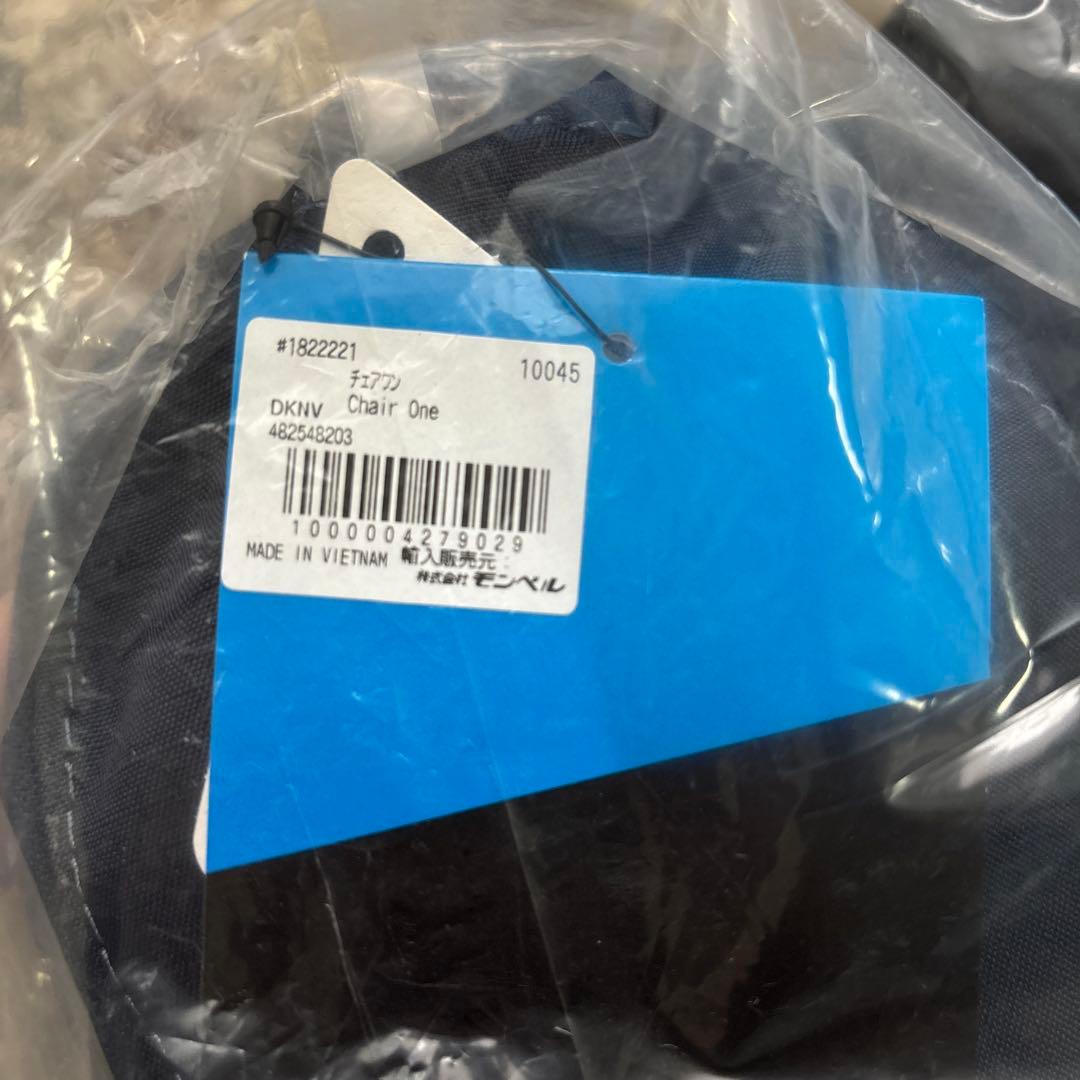 #1822221 10045
チェアワン
DKNV Chair One
482548203
1000004279029
MADE IN VIETNAM 輸入販売元:
株式会社 モンベル